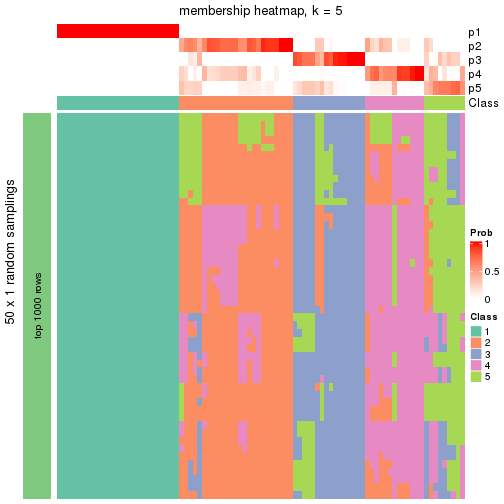 membership heatmap, k = 5
p1
p2
p3
p4
p5
Class
50 x 1 random samplings
top 1000 rows
Prob
1
0.5
0
Class
1
2
3
4
5